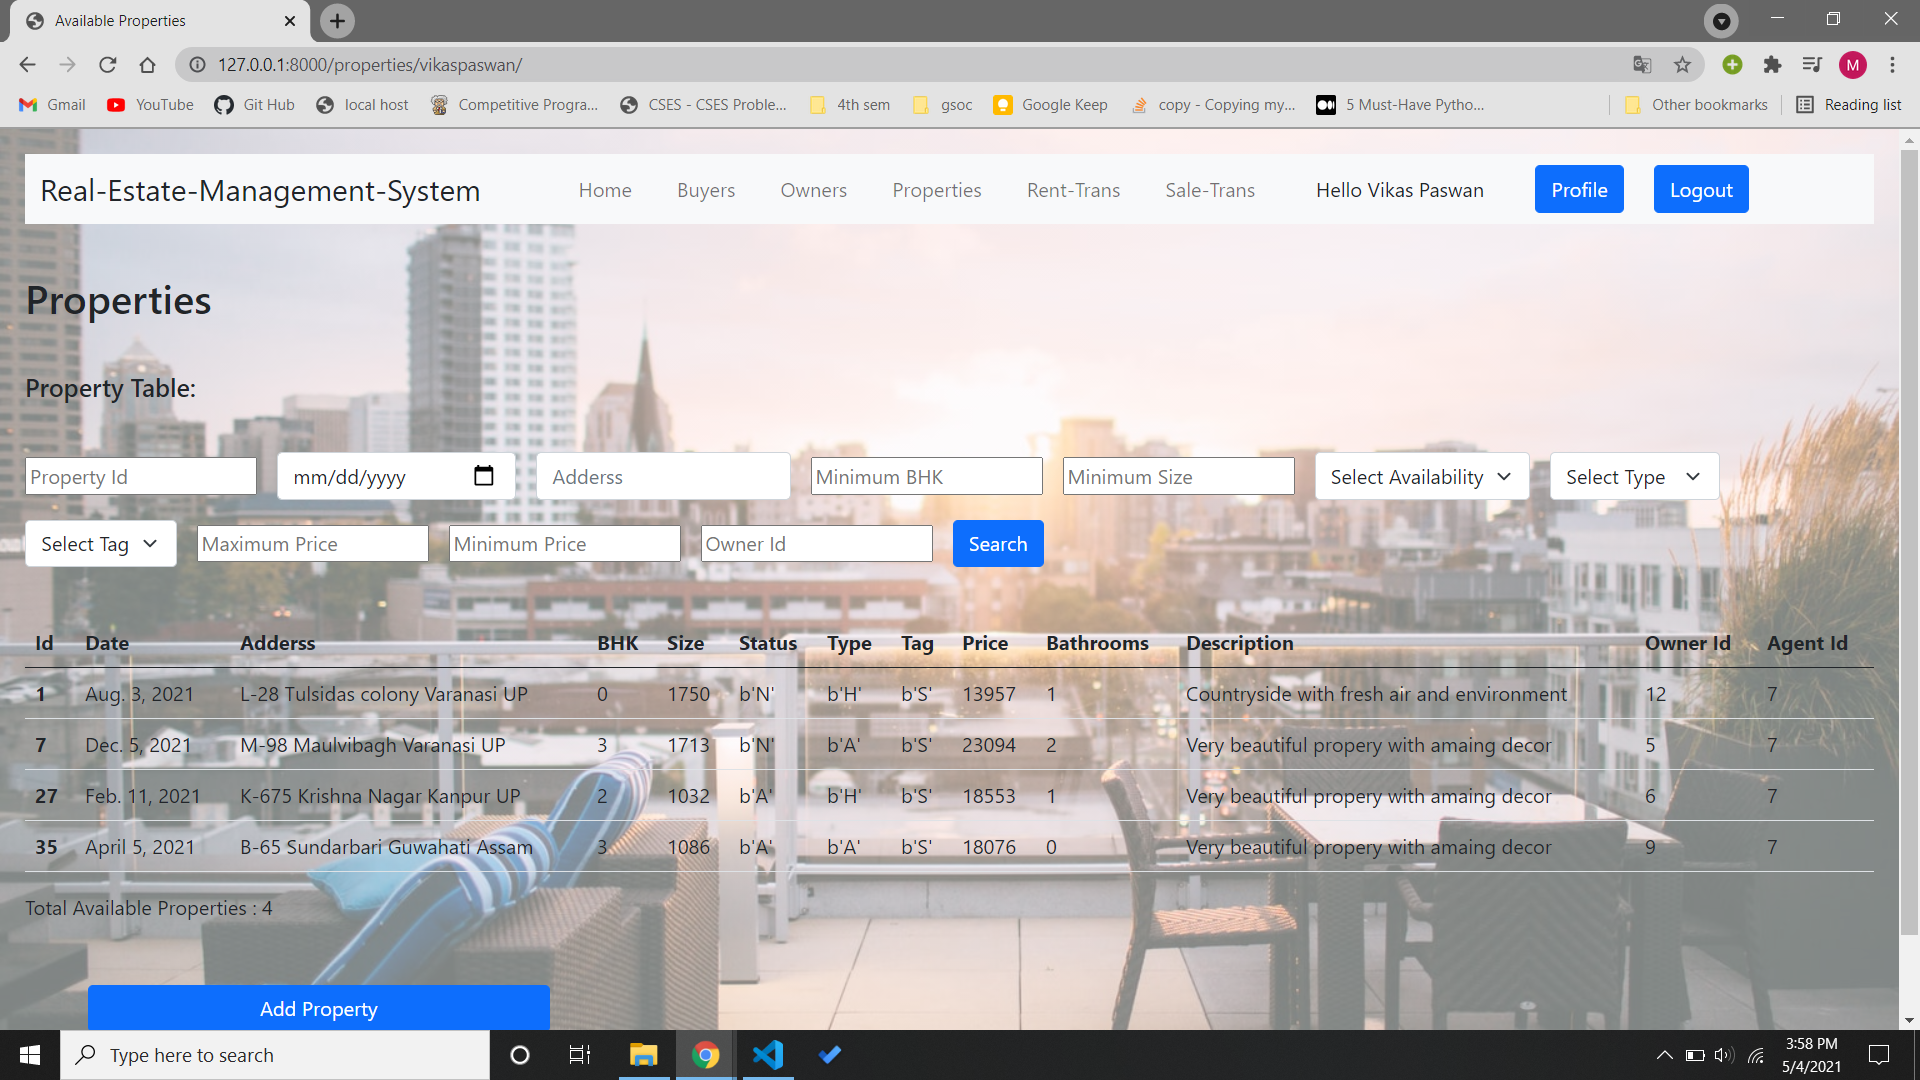 Available Properties
127.0.0.1:8000/properties/vikaspaswan/
M
Gmail YouTube Git Hub local host Competitive Progra... CSES - CSES Proble... 4th sem gsoc Google Keep copy - Copying my... 5 Must-Have Pytho... Other bookmarks Reading list
Real-Estate-Management-System Home Buyers Owners Properties Rent-Trans Sale-Trans Hello Vikas Paswan Profile Logout
Properties
Property Table:
Property Id mm/dd/yyyy Adderss Minimum BHK Minimum Size Select Availability Select Type
Select Tag Maximum Price Minimum Price Owner Id Search
Id Date Adderss BHK Size Status Type Tag Price Bathrooms Description Owner Id Agent Id
1 Aug. 3, 2021 L-28 Tulsidas colony Varanasi UP 0 1750 b'N' b'H' b'S' 13957 1 Countryside with fresh air and environment 12 7
7 Dec. 5, 2021 M-98 Maulvibagh Varanasi UP 3 1713 b'N' b'A' b'S' 23094 2 Very beautiful propery with amaing decor 5 7
27 Feb. 11, 2021 K-675 Krishna Nagar Kanpur UP 2 1032 b'A' b'H' b'S' 18553 1 Very beautiful propery with amaing decor 6 7
35 April 5, 2021 B-65 Sundarbari Guwahati Assam 3 1086 b'A' b'A' b'S' 18076 0 Very beautiful propery with amaing decor 9 7
Total Available Properties : 4
Add Property
Type here to search
3:58 PM
5/4/2021